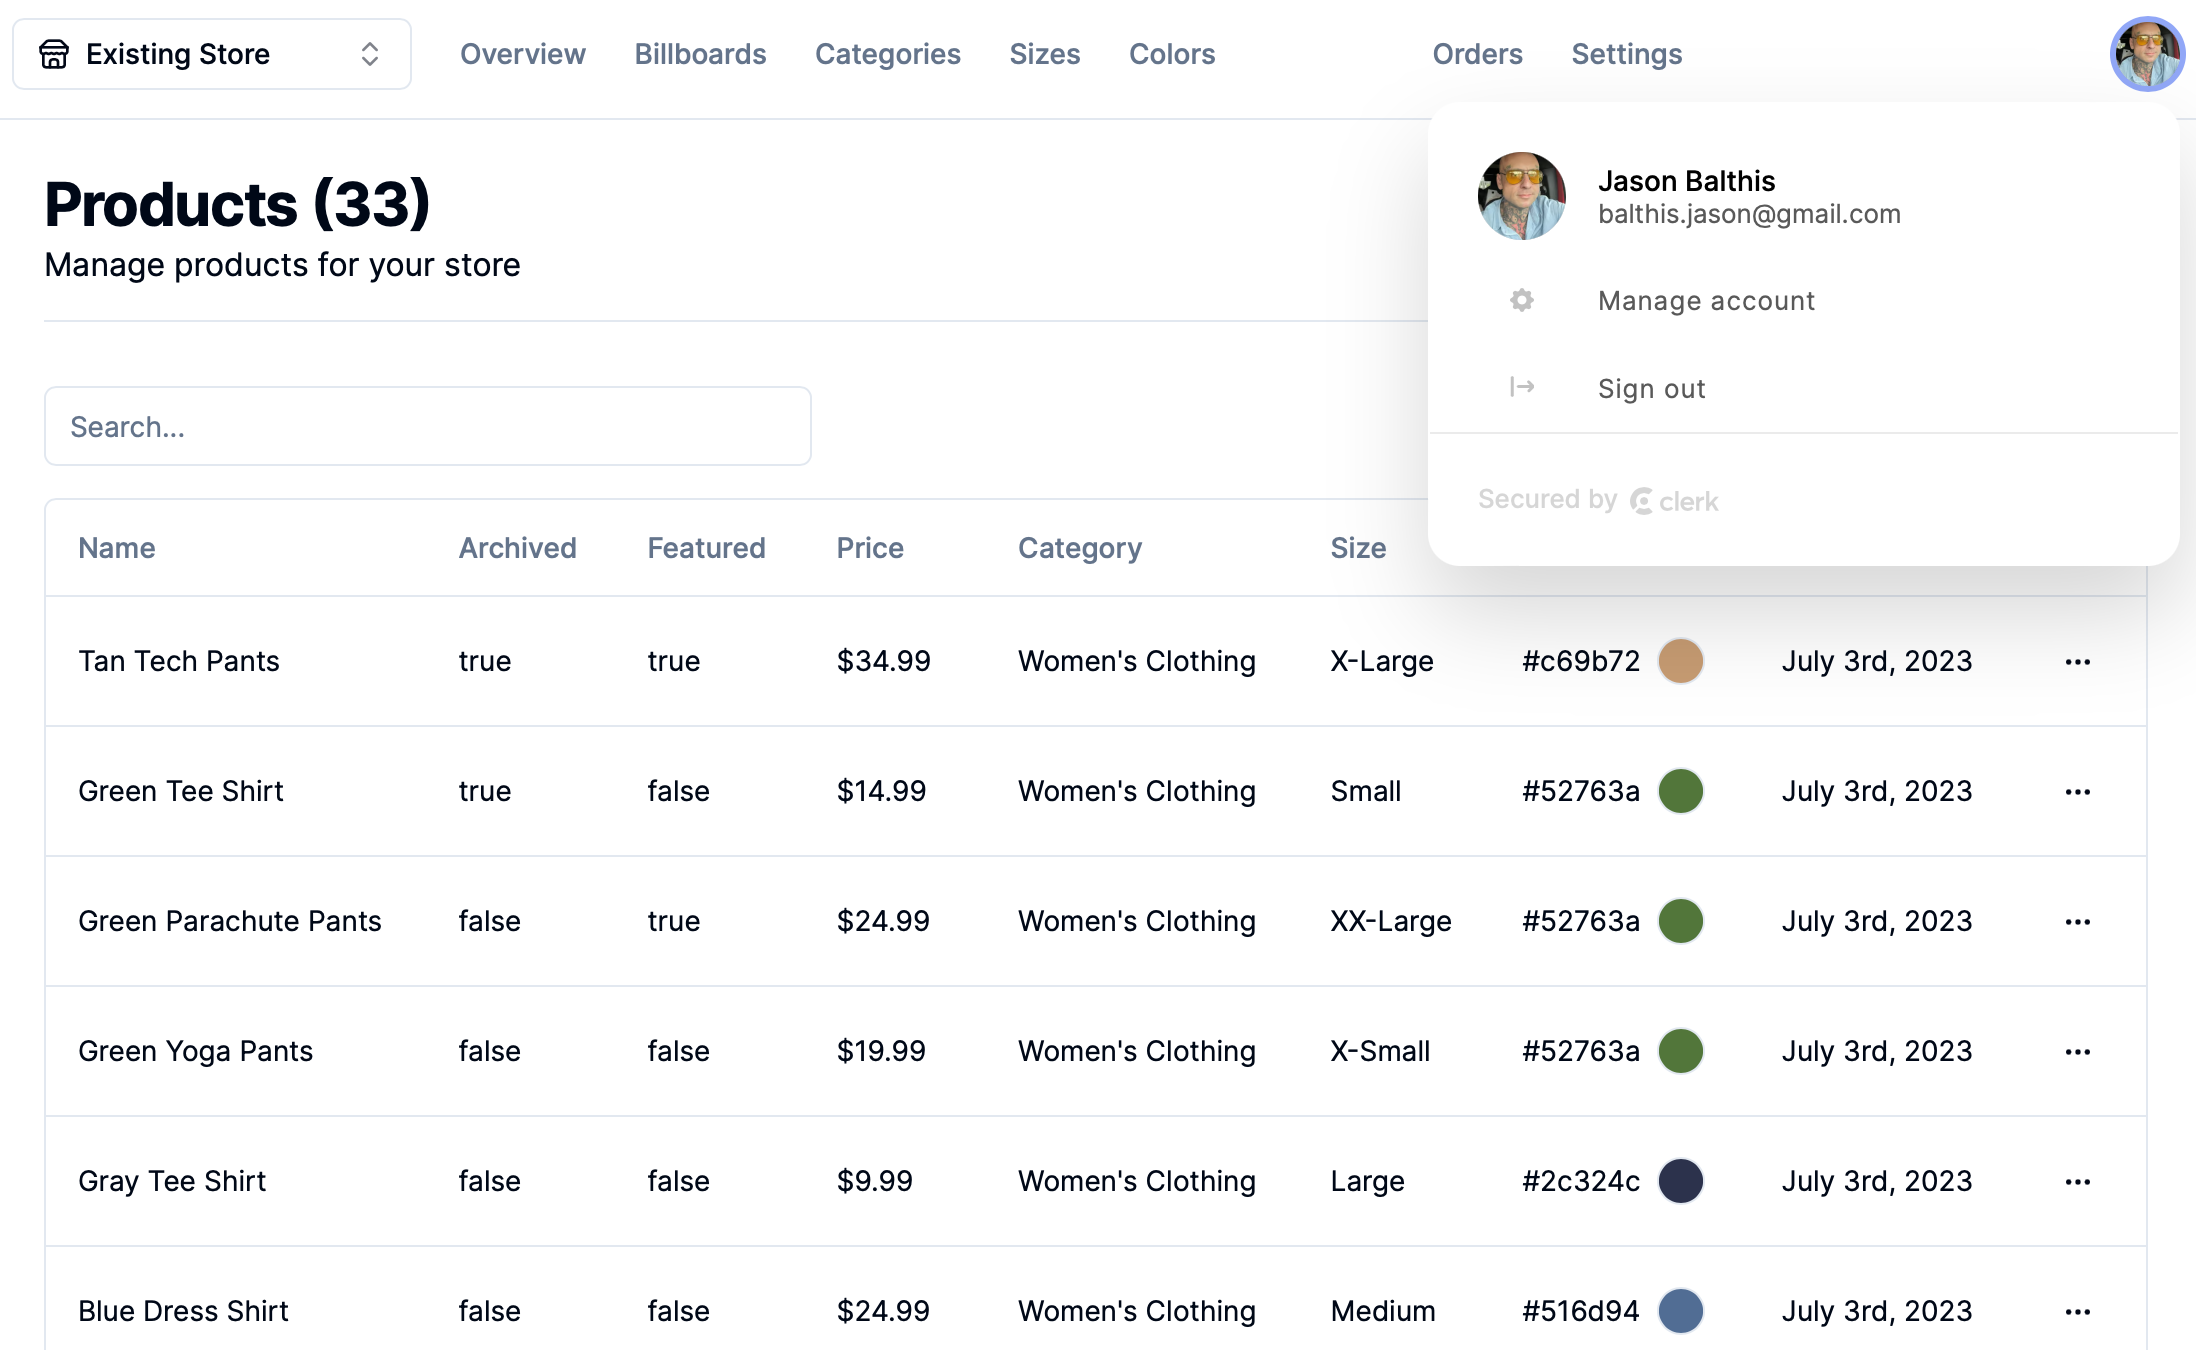 Existing Store Overview Billboards Categories Sizes Colors Orders Settings
Products (33)
Manage products for your store
Jason Balthis
balthis.jason@gmail.com
Manage account
Sign out
Secured by clerk
Search...
Name Archived Featured Price Category Size
Tan Tech Pants true true $34.99 Women's Clothing X-Large #c69b72 July 3rd, 2023
Green Tee Shirt true false $14.99 Women's Clothing Small #52763a July 3rd, 2023
Green Parachute Pants false true $24.99 Women's Clothing XX-Large #52763a July 3rd, 2023
Green Yoga Pants false false $19.99 Women's Clothing X-Small #52763a July 3rd, 2023
Gray Tee Shirt false false $9.99 Women's Clothing Large #2c324c July 3rd, 2023
Blue Dress Shirt false false $24.99 Women's Clothing Medium #516d94 July 3rd, 2023